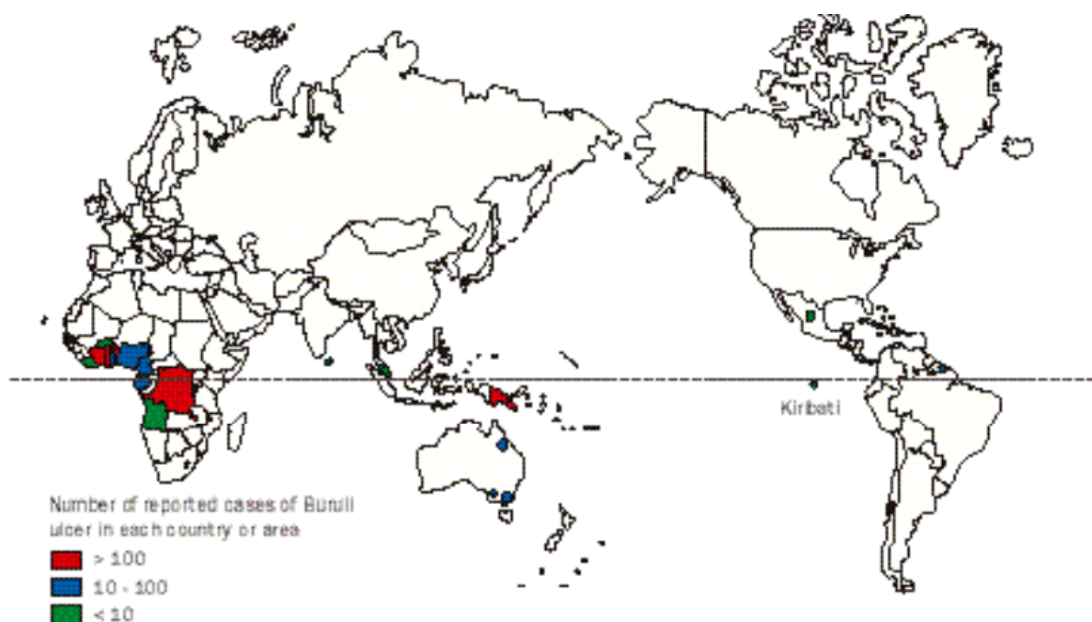 Kiribati
Number of reported cases of Buruli
ulcer in each country or area
> 100
10 - 100
< 10